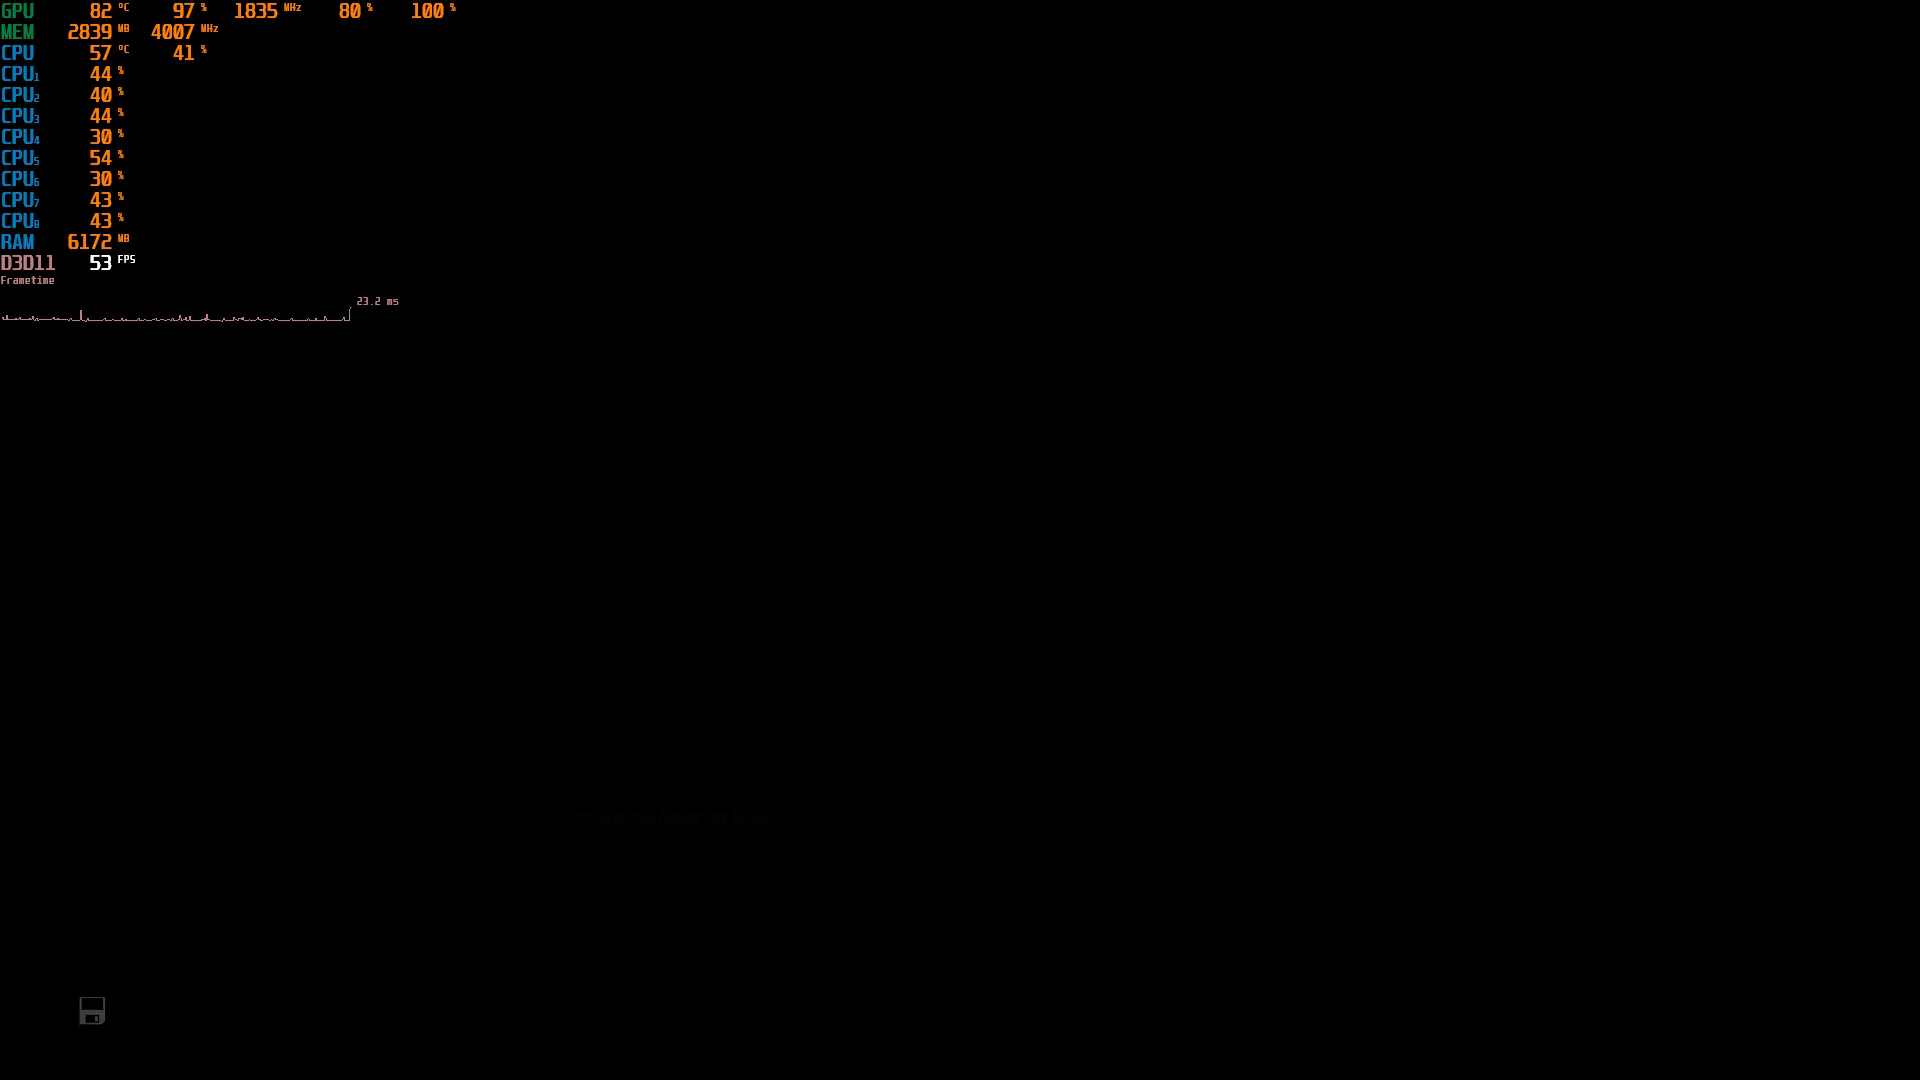 GPU 82 °C 97 % 1835 MHz 80 % 100 %
MEM 2839 MB 4007 MHz
CPU 57 °C 41 %
CPU1 44 %
CPU2 40 %
CPU3 44 %
CPU4 30 %
CPU5 54 %
CPU6 30 %
CPU7 43 %
CPU8 43 %
RAM 6172 MB
D3D11 53 FPS
Frametime
23.2 ms